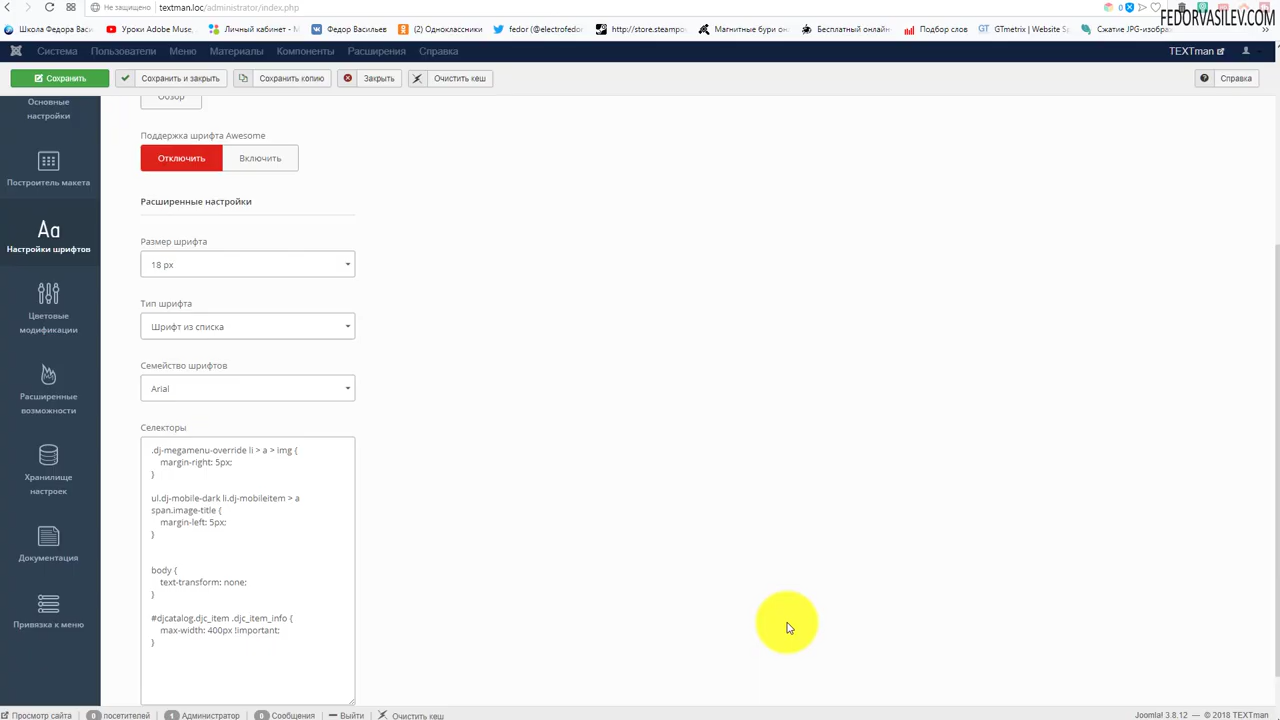 Не защищено | textman.loc/administrator/index.php
FEDORVASILEV.COM
Школа Федора Васи Уроки Adobe Muse, Личный кабинет - М Федор Васильев (2) Одноклассники fedor (@electrofedo http://store.steampo Магнитные бури он Бесплатный онлайн Подбор слов GTmetrix | Website S Сжатие JPG-изобра »
Система Пользователи Меню Материалы Компоненты Расширения Справка TEXTman
Сохранить Сохранить и закрыть Сохранить копию Закрыть Очистить кеш Справка
Основные
настройки
Построитель макета
Aa
Настройки шрифтов
Цветовые
модификации
Расширенные
возможности
Хранилище
настроек
Документация
Привязка к меню
Обзор
Поддержка шрифта Awesome
Отключить Включить
Расширенные настройки
Размер шрифта
18 px
Тип шрифта
Шрифт из списка
Семейство шрифтов
Arial
Селекторы
.dj-megamenu-override li > a > img {
margin-right: 5px;
}
ul.dj-mobile-dark li.dj-mobileitem > a
span.image-title {
margin-left: 5px;
}
body {
text-transform: none;
}
#djcatalog.djc_item .djc_item_info {
max-width: 400px !important;
}
Просмотр сайта 0 посетителей 1 Администратор 0 Сообщения Выйти Очистить кеш Joomla! 3.8.12 — © 2018 TEXTman